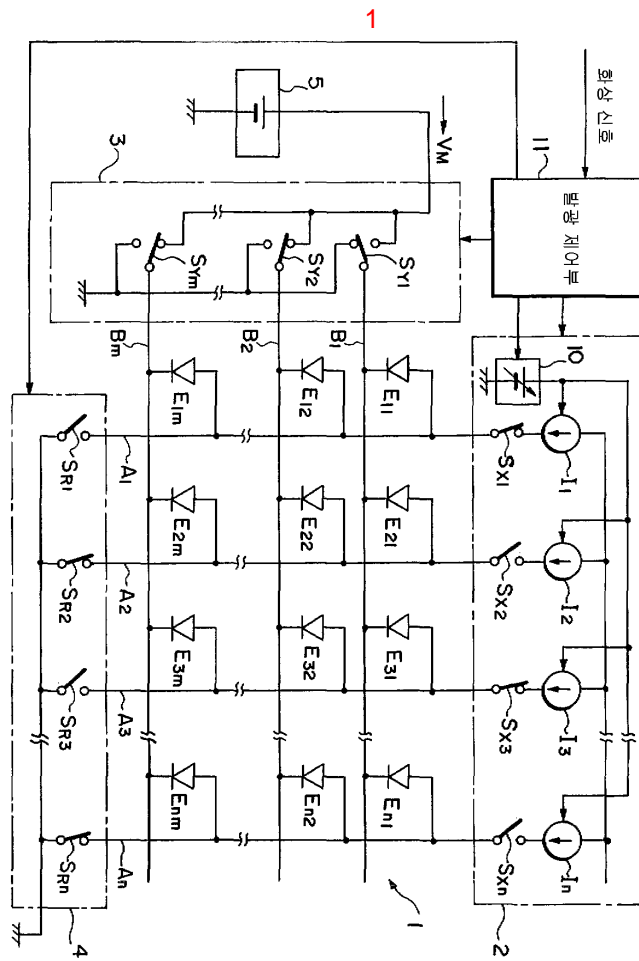 1
화상 신호
11
발광 제어부
5
VM
3
SYm
SY2
SY1
10
I1
SX1
Bm
B2
B1
E1m
E12
E11
SR1
A1
I2
SX2
E2m
E22
E21
SR2
A2
I3
SX3
E3m
E32
E31
SR3
A3
In
SXn
Enm
En2
En1
SRn
An
4
1
2